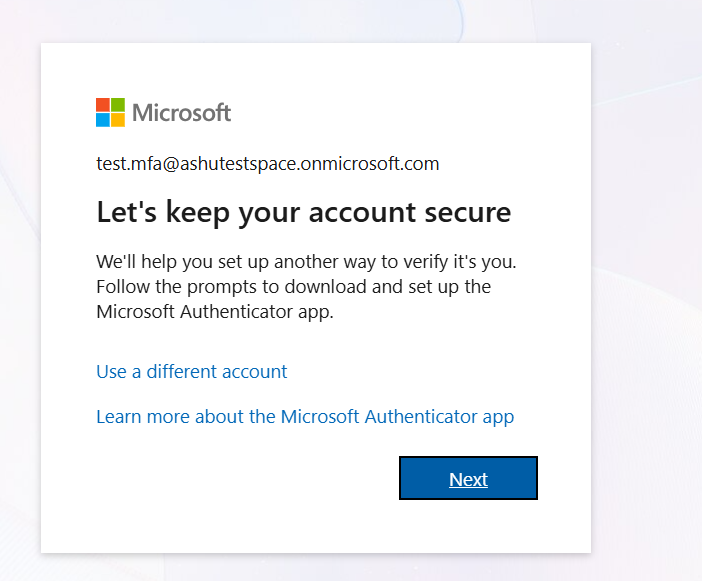 Microsoft
test.mfa@ashutestspace.onmicrosoft.com
Let's keep your account secure
We'll help you set up another way to verify it's you.
Follow the prompts to download and set up the
Microsoft Authenticator app.
Use a different account
Learn more about the Microsoft Authenticator app
Next